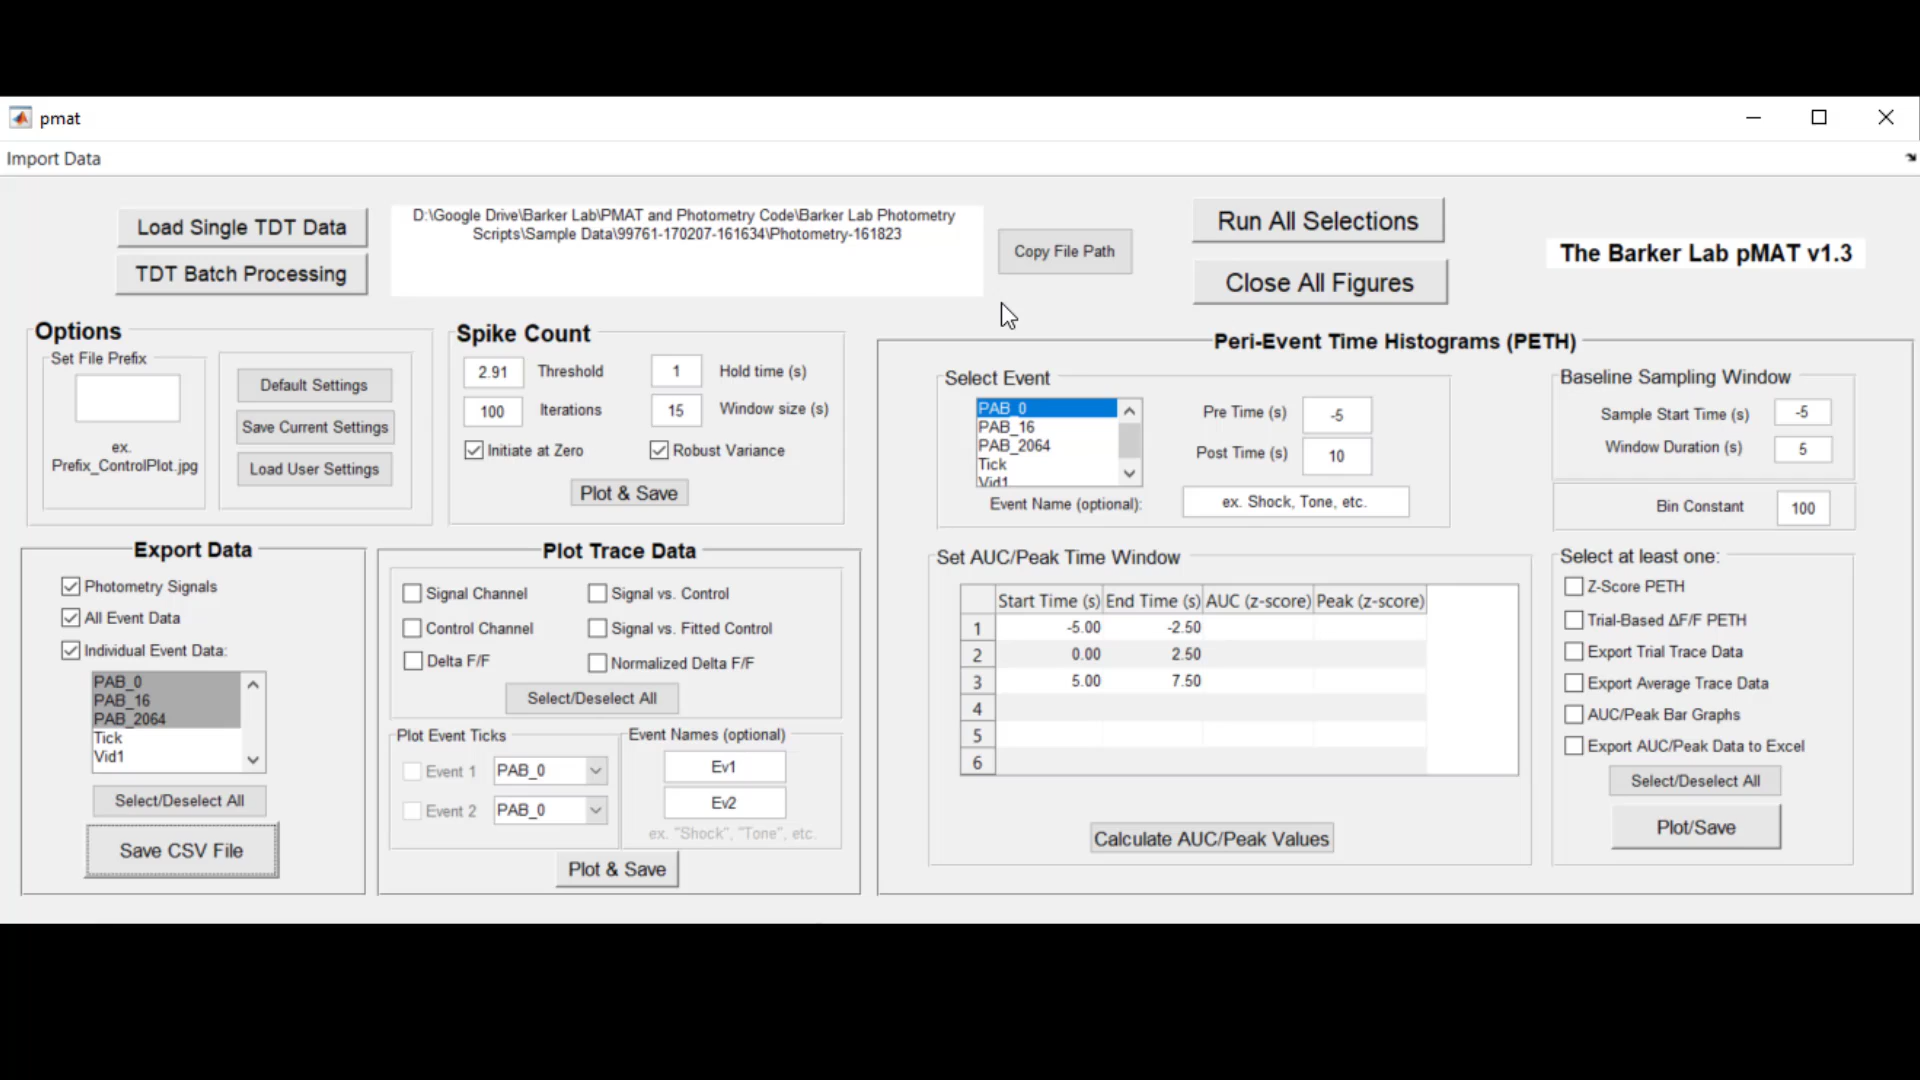 pmat
Import Data
Load Single TDT Data
TDT Batch Processing
D:\Google Drive\Barker Lab\PMAT and Photometry Code\Barker Lab Photometry
Scripts\Sample Data\99761-170207-161634\Photometry-161823
Copy File Path
Run All Selections
Close All Figures
The Barker Lab pMAT v1.3
Options
Set File Prefix
ex.
Prefix_ControlPlot.jpg
Default Settings
Save Current Settings
Load User Settings
Spike Count
2.91 Threshold
1 Hold time (s)
100 Iterations
15 Window size (s)
Initiate at Zero
Robust Variance
Plot & Save
Export Data
Photometry Signals
All Event Data
Individual Event Data:
PAB_0
PAB_16
PAB_2064
Tick
Vid1
Select/Deselect All
Save CSV File
Plot Trace Data
Signal Channel
Signal vs. Control
Control Channel
Signal vs. Fitted Control
Delta F/F
Normalized Delta F/F
Select/Deselect All
Plot Event Ticks
Event 1 PAB_0
Event 2 PAB_0
Event Names (optional)
Ev1
Ev2
ex. "Shock", "Tone", etc.
Plot & Save
Peri-Event Time Histograms (PETH)
Select Event
PAB_0
PAB_16
PAB_2064
Tick
Vid1
Pre Time (s) -5
Post Time (s) 10
Event Name (optional): ex. Shock, Tone, etc.
Baseline Sampling Window
Sample Start Time (s) -5
Window Duration (s) 5
Bin Constant 100
Set AUC/Peak Time Window
Start Time (s) End Time (s) AUC (z-score) Peak (z-score)
1 -5.00 -2.50
2 0.00 2.50
3 5.00 7.50
4
5
6
Calculate AUC/Peak Values
Select at least one:
Z-Score PETH
Trial-Based ΔF/F PETH
Export Trial Trace Data
Export Average Trace Data
AUC/Peak Bar Graphs
Export AUC/Peak Data to Excel
Select/Deselect All
Plot/Save